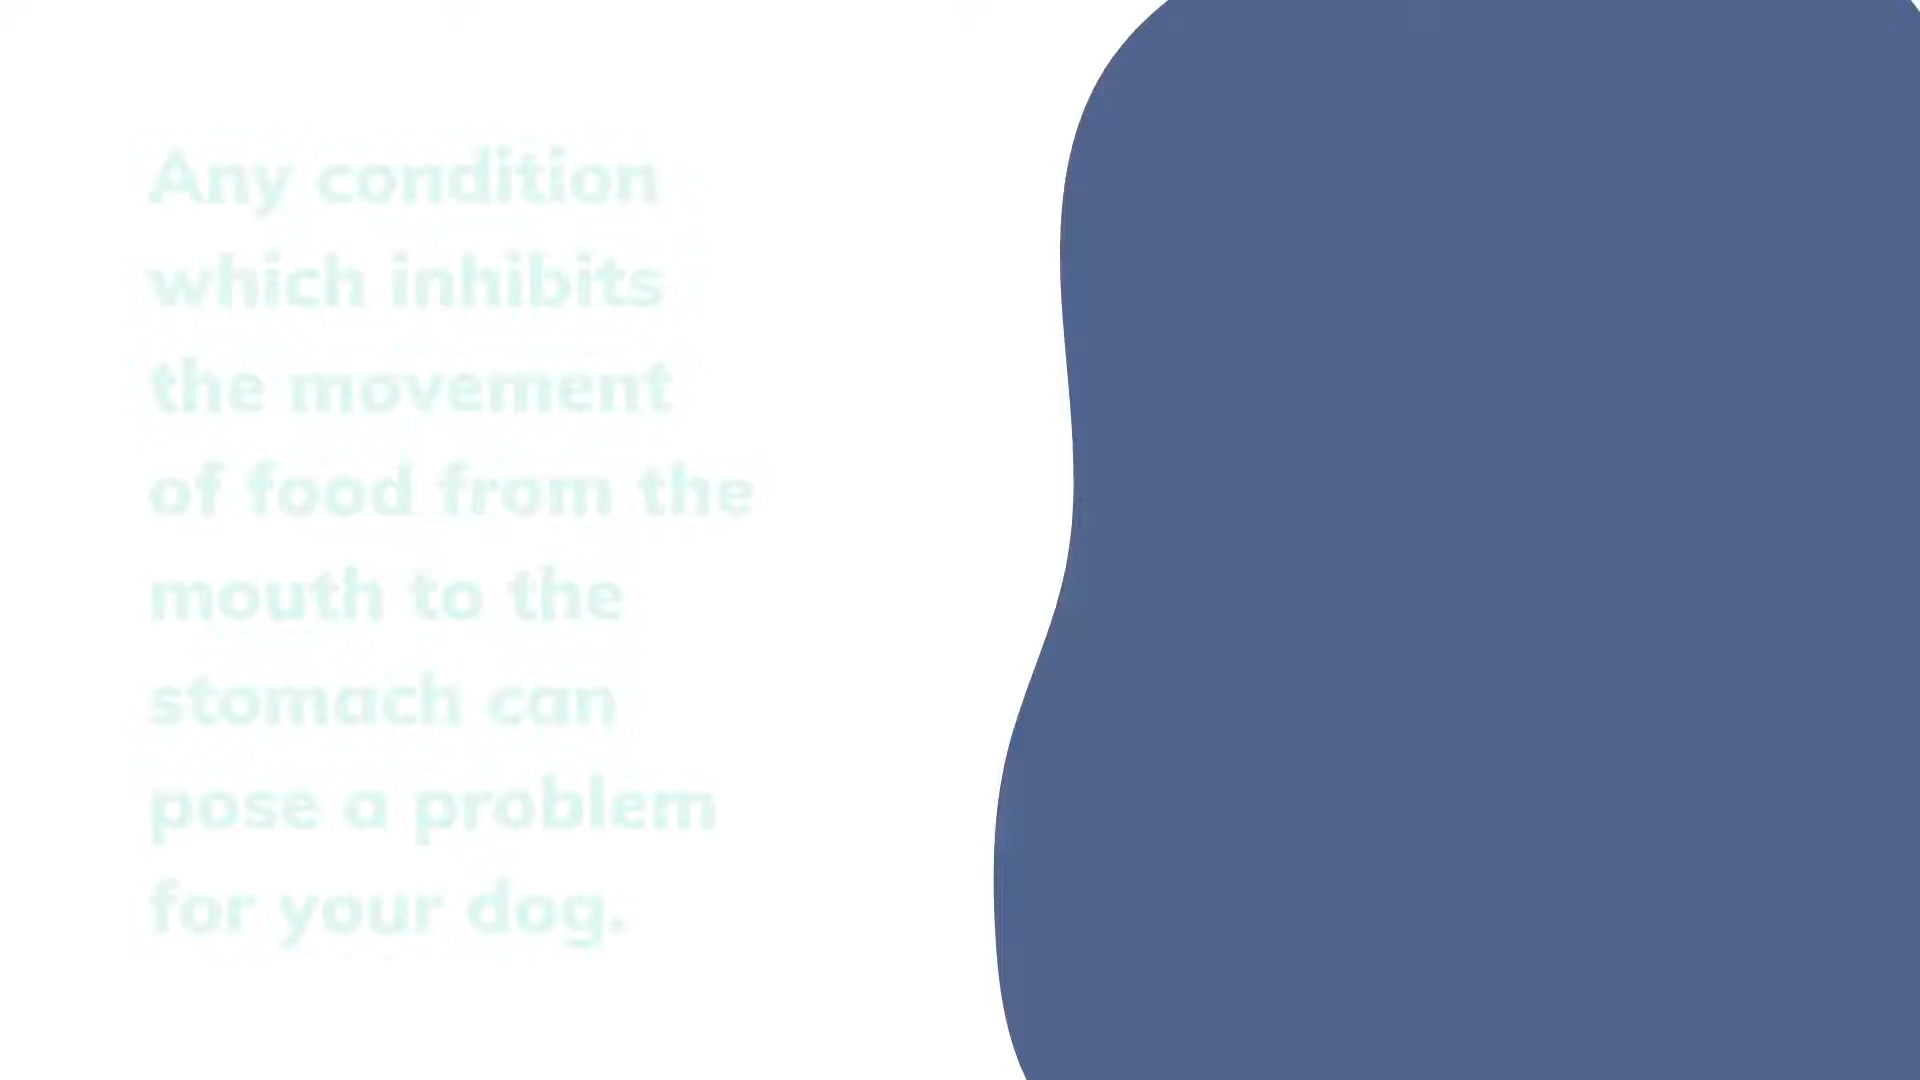 Any condition
which inhibits
the movement
of food from the
mouth to the
stomach can
pose a problem
for your dog.